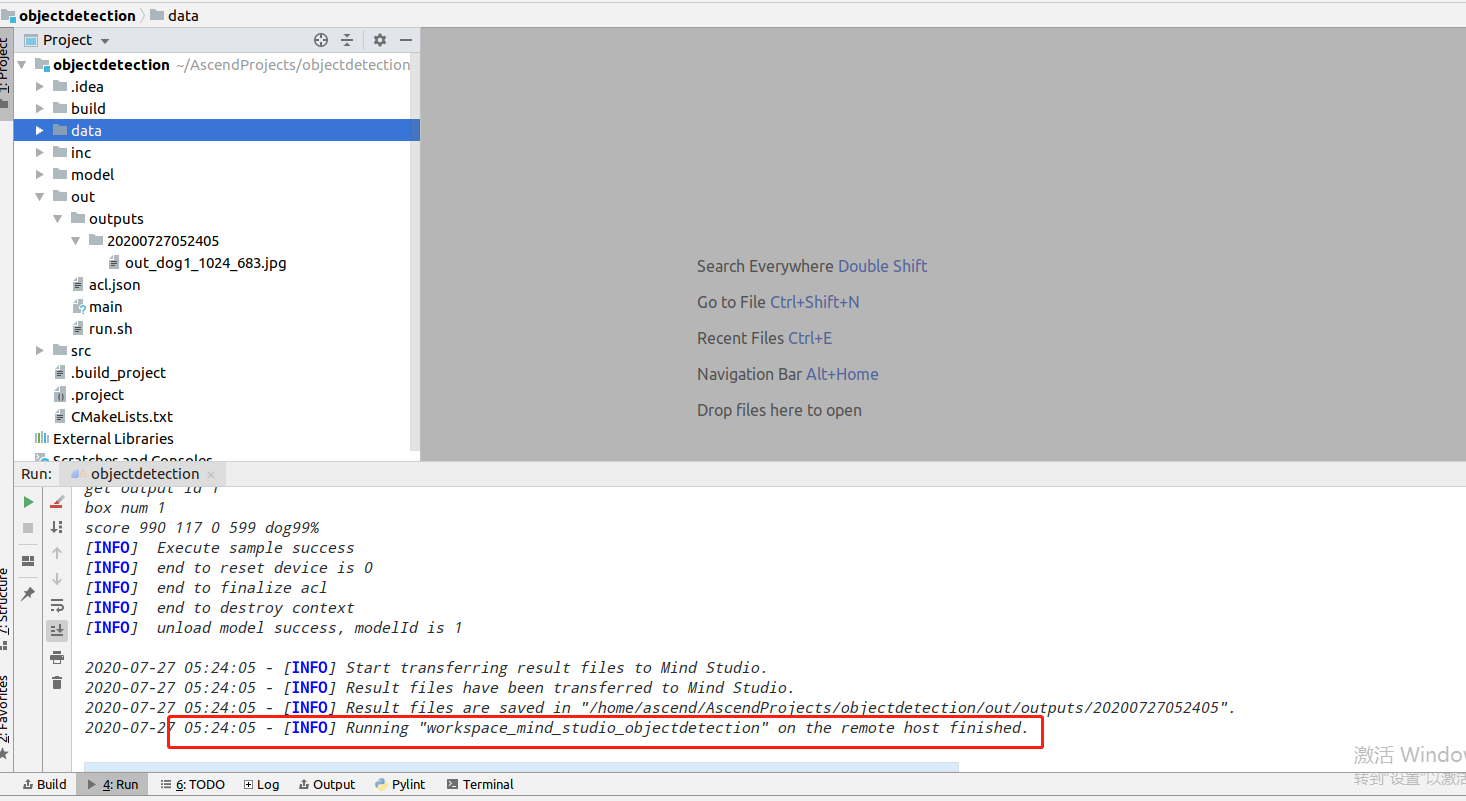 objectdetection data
1: Project
Project
objectdetection ~/AscendProjects/objectdetection
.idea
build
data
inc
model
out
outputs
20200727052405
out_dog1_1024_683.jpg
acl.json
main
run.sh
src
.build_project
.project
CMakeLists.txt
External Libraries
Scratches and Consoles
Search Everywhere Double Shift
Go to File Ctrl+Shift+N
Recent Files Ctrl+E
Navigation Bar Alt+Home
Drop files here to open
Run: objectdetection
7: Structure
2: Favorites
get output id 1
box num 1
score 990 117 0 599 dog99%
[INFO] Execute sample success
[INFO] end to reset device is 0
[INFO] end to finalize acl
[INFO] end to destroy context
[INFO] unload model success, modelId is 1
2020-07-27 05:24:05 - [INFO] Start transferring result files to Mind Studio.
2020-07-27 05:24:05 - [INFO] Result files have been transferred to Mind Studio.
2020-07-27 05:24:05 - [INFO] Result files are saved in "/home/ascend/AscendProjects/objectdetection/out/outputs/20200727052405".
2020-07-27 05:24:05 - [INFO] Running "workspace_mind_studio_objectdetection" on the remote host finished.
激活 Window
转到"设置"以激活
Build 4: Run 6: TODO Log Output Pylint Terminal